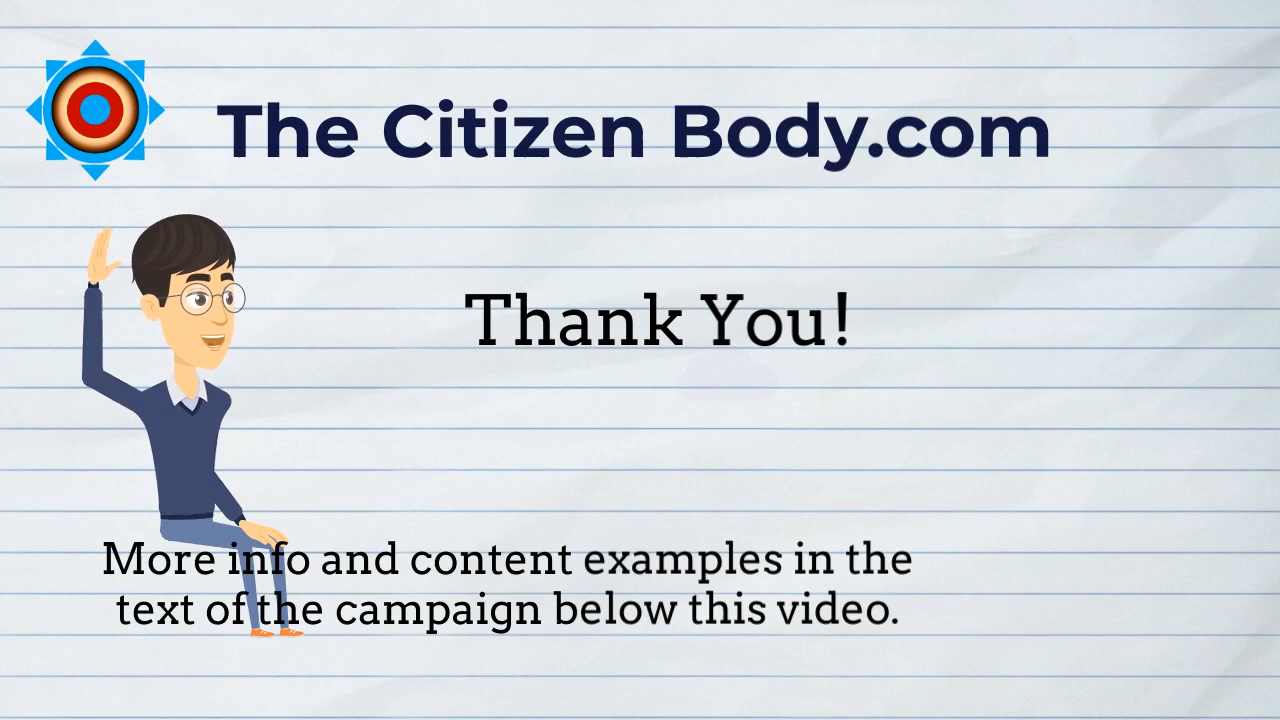 The Citizen Body.com
Thank You!
More info and content examples in the
text of the campaign below this video.